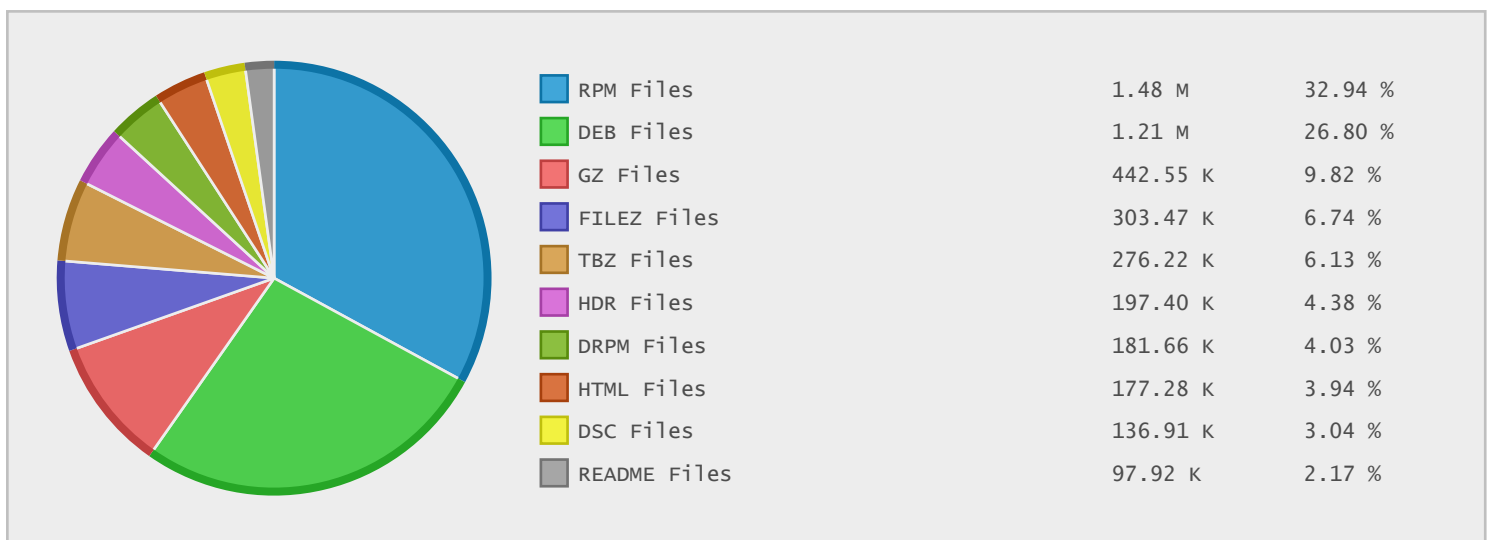 RPM Files 1.48 M 32.94 %
DEB Files 1.21 M 26.80 %
GZ Files 442.55 K 9.82 %
FILEZ Files 303.47 K 6.74 %
TBZ Files 276.22 K 6.13 %
HDR Files 197.40 K 4.38 %
DRPM Files 181.66 K 4.03 %
HTML Files 177.28 K 3.94 %
DSC Files 136.91 K 3.04 %
README Files 97.92 K 2.17 %